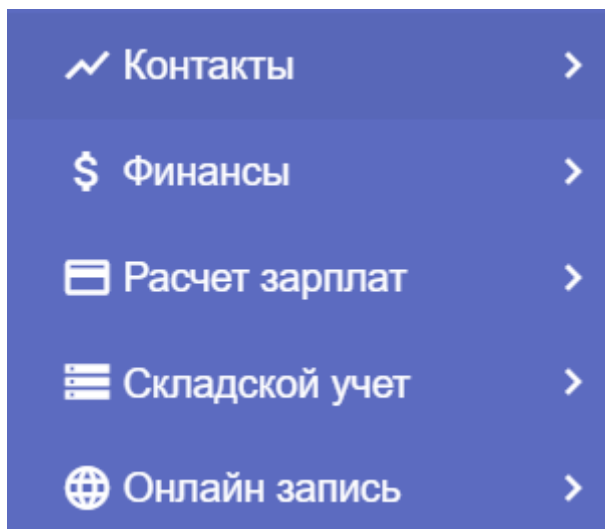 Контакты
Финансы
Расчет зарплат
Складской учет
Онлайн запись